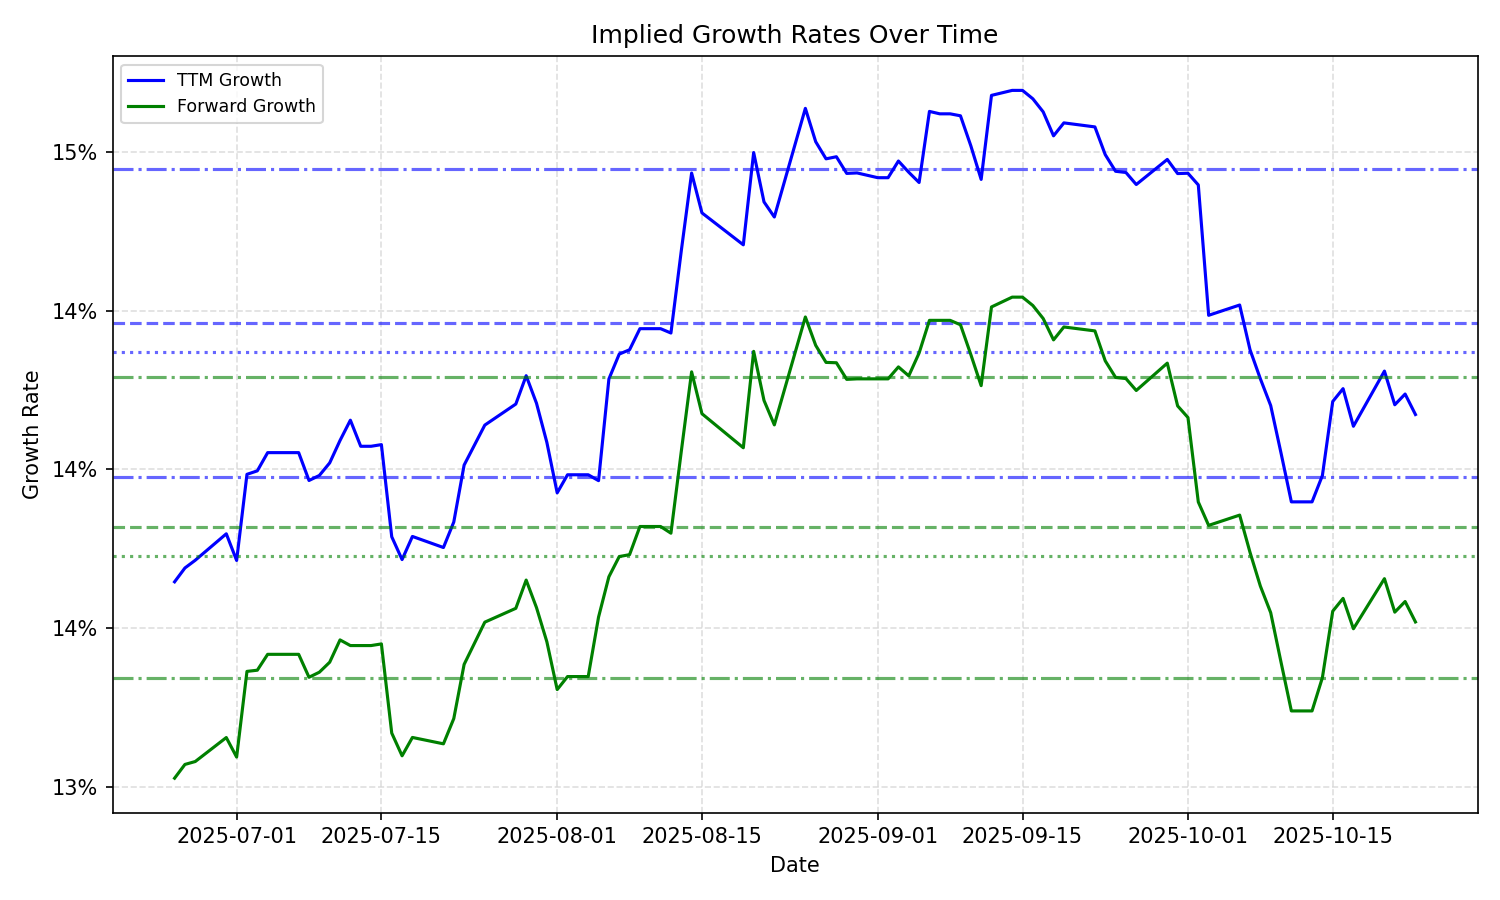 Implied Growth Rates Over Time
TTM Growth
Forward Growth
15%
14%
14%
14%
13%
Growth Rate
2025-07-01 2025-07-15 2025-08-01 2025-08-15 2025-09-01 2025-09-15 2025-10-01 2025-10-15
Date